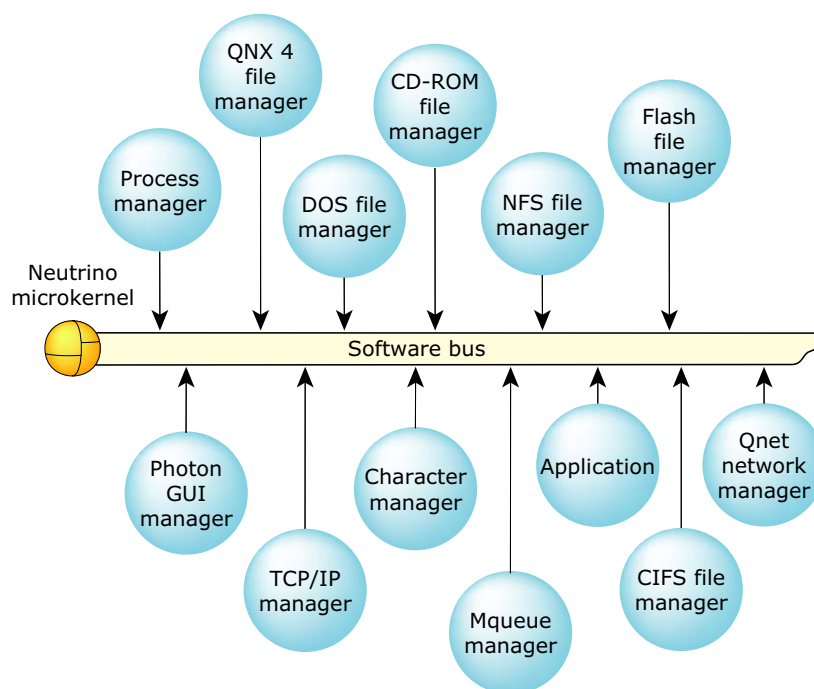 QNX 4
file
manager
CD-ROM
file
manager
Flash
file
manager
Process
manager
DOS file
manager
NFS file
manager
Neutrino
microkernel
Software bus
Photon
GUI
manager
Character
manager
Application
Qnet
network
manager
TCP/IP
manager
Mqueue
manager
CIFS file
manager